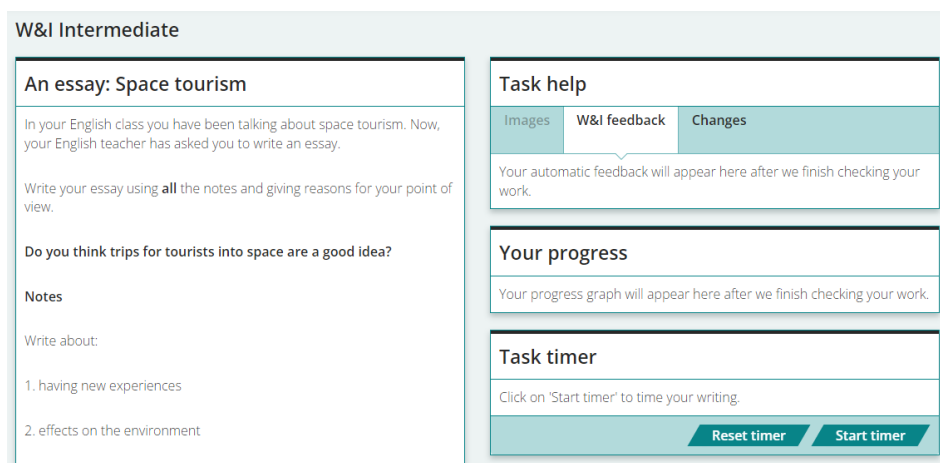 W&I Intermediate
An essay: Space tourism
In your English class you have been talking about space tourism. Now,
your English teacher has asked you to write an essay.
Write your essay using all the notes and giving reasons for your point of
view.
Do you think trips for tourists into space are a good idea?
Notes
Write about:
1. having new experiences
2. effects on the environment
Task help
Images W&I feedback Changes
Your automatic feedback will appear here after we finish checking your
work.
Your progress
Your progress graph will appear here after we finish checking your work.
Task timer
Click on 'Start timer' to time your writing.
Reset timer Start timer